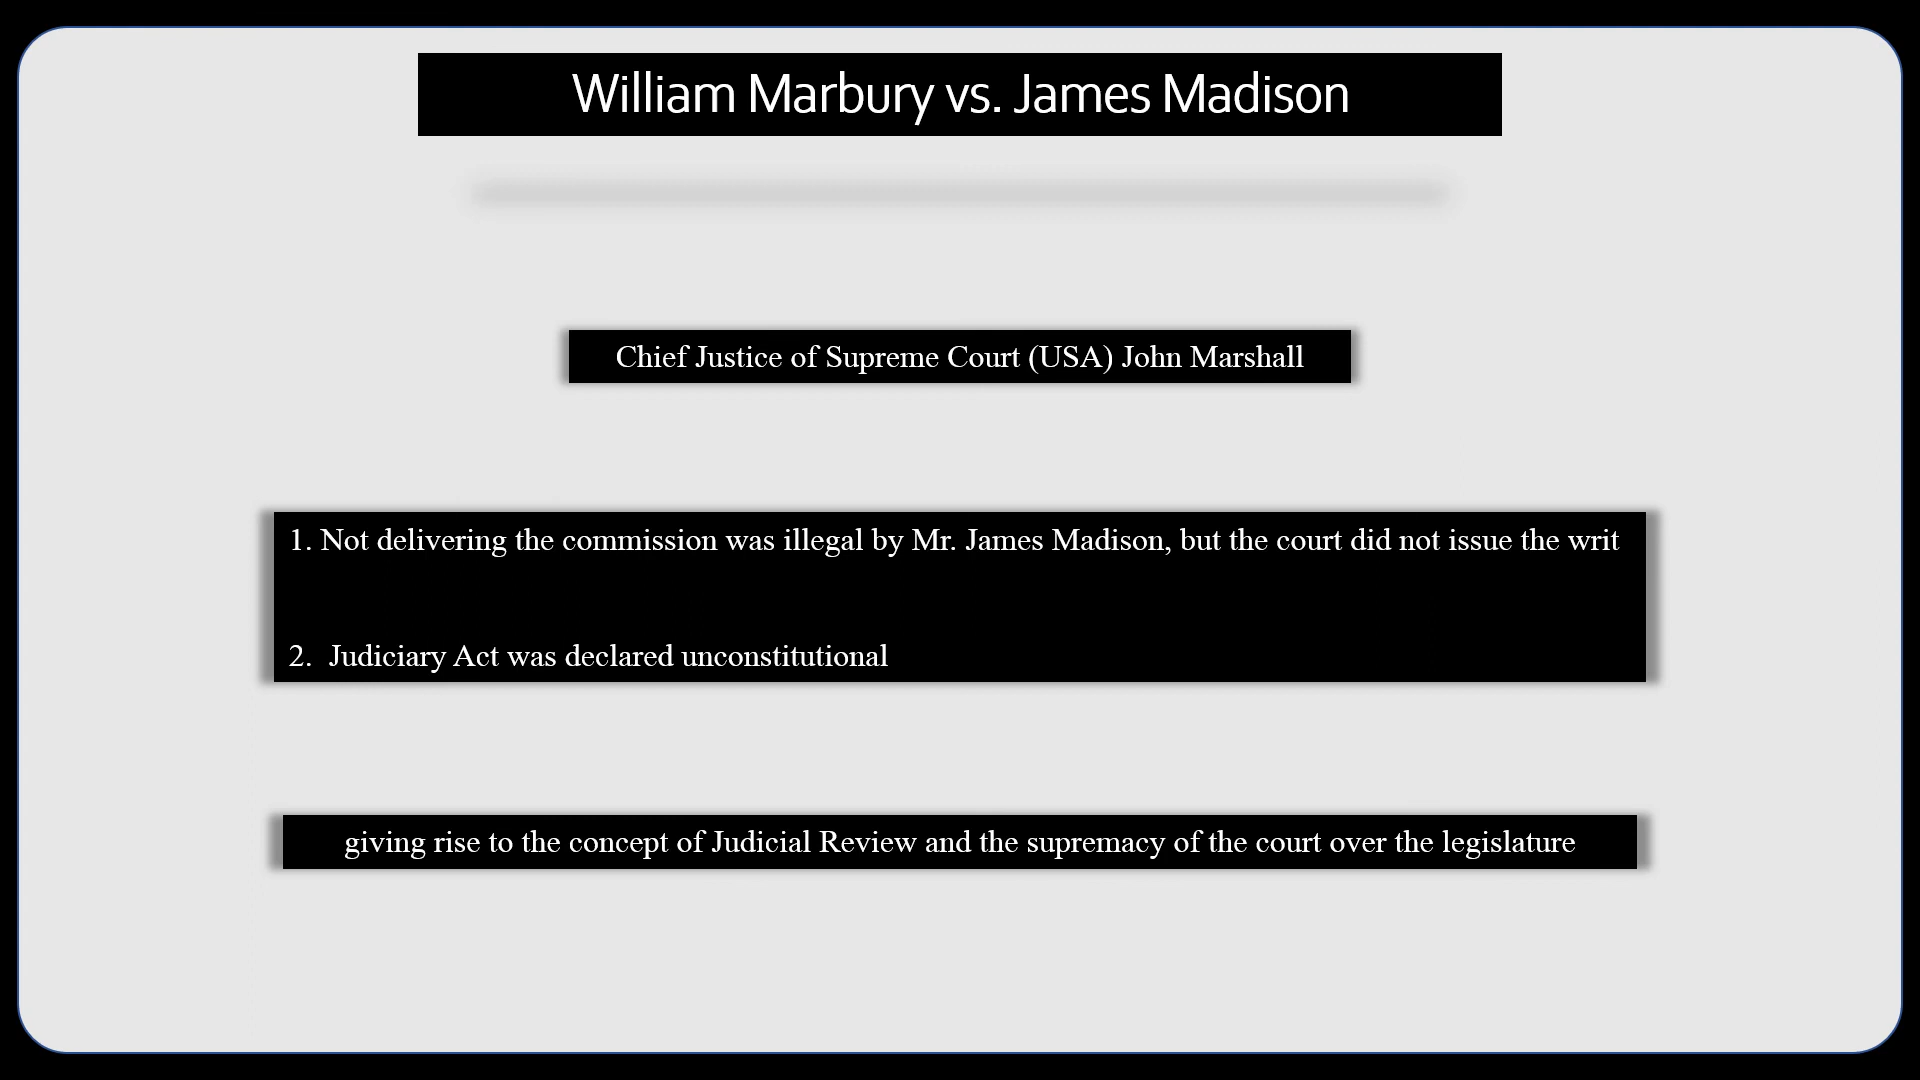 William Marbury vs. James Madison
Chief Justice of Supreme Court (USA) John Marshall
1. Not delivering the commission was illegal by Mr. James Madison, but the court did not issue the writ
2. Judiciary Act was declared unconstitutional
giving rise to the concept of Judicial Review and the supremacy of the court over the legislature